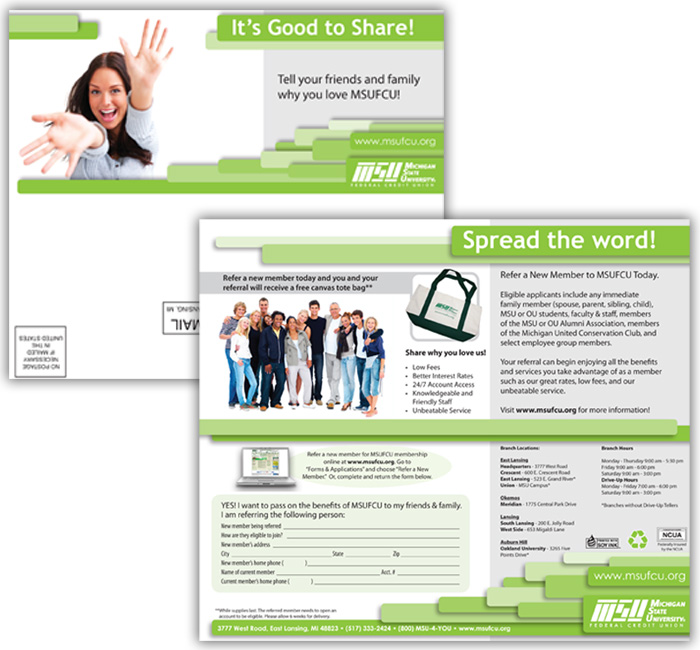 It's Good to Share!
Tell your friends and family
why you love MSUFCU!
www.msufcu.org
MSU MICHIGAN
STATE
UNIVERSITY
FEDERAL CREDIT UNION
NO POSTAGE
NECESSARY
IF MAILED
IN THE
UNITED STATES
MAIL
ANSING, MI
Spread the word!
Refer a new member today and you and your
referral will receive a free canvas tote bag**
Share why you love us!
• Low Fees
• Better Interest Rates
• 24/7 Account Access
• Knowledgeable and
Friendly Staff
• Unbeatable Service
Refer a New Member to MSUFCU Today.
Eligible applicants include any immediate
family member (spouse, parent, sibling, child),
MSU or OU students, faculty & staff, members
of the MSU or OU Alumni Association, members
of the Michigan United Conservation Club, and
select employee group members.
Your referral can begin enjoying all the benefits
and services you take advantage of as a member
such as our great rates, low fees, and our
unbeatable service.
Visit www.msufcu.org for more information!
Refer a new member for MSUFCU membership
online at www.msufcu.org. Go to
"Forms & Applications" and choose "Refer a New
Member." Or, complete and return the form below.
YES! I want to pass on the benefits of MSUFCU to my friends & family.
I am referring the following person:
New member being referred
How are they eligible to join?
New member's address
City State Zip
New member's home phone ( )
Name of current member Acct. #
Current member's home phone ( )
**While supplies last. The referred member needs to open an
account to be eligible. Please allow 6 weeks for delivery.
Branch Locations:
East Lansing
Headquarters - 3777 West Road
Crescent - 600 E. Crescent Road
East Lansing - 523 E. Grand River*
Union - MSU Campus*
Okemos
Meridian - 1775 Central Park Drive
Lansing
South Lansing - 200 E. Jolly Road
West Side - 653 Migaldi Lane
Auburn Hill
Oakland University - 3265 Five
Points Drive*
Branch Hours
Monday - Thursday 9:00 am - 5:30 pm
Friday 9:00 am - 6:00 pm
Saturday 9:00 am - 3:00 pm
Drive-Up Hours
Monday - Friday 7:00 am - 6:00 pm
Saturday 9:00 am - 3:00 pm
*Branches without Drive-Up Tellers
PRINTED WITH
SOY INK
NCUA
Federally Insured
by the NCUA
www.msufcu.org
MSU MICHIGAN
STATE
UNIVERSITY
FEDERAL CREDIT UNION
3777 West Road, East Lansing, MI 48823 • (517) 333-2424 • (800) MSU-4-YOU • www.msufcu.org